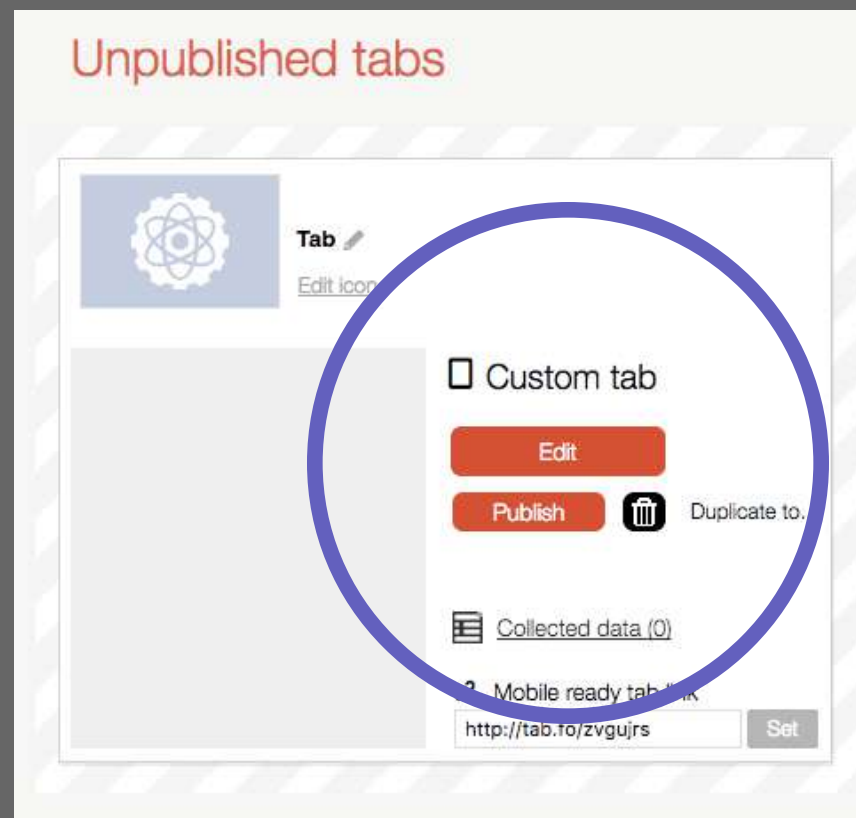 Unpublished tabs
Tab
Edit icon
Custom tab
Edit
Publish
Duplicate to..
Collected data (0)
Mobile ready tab link
http://tab.fo/zvgujrs
Set